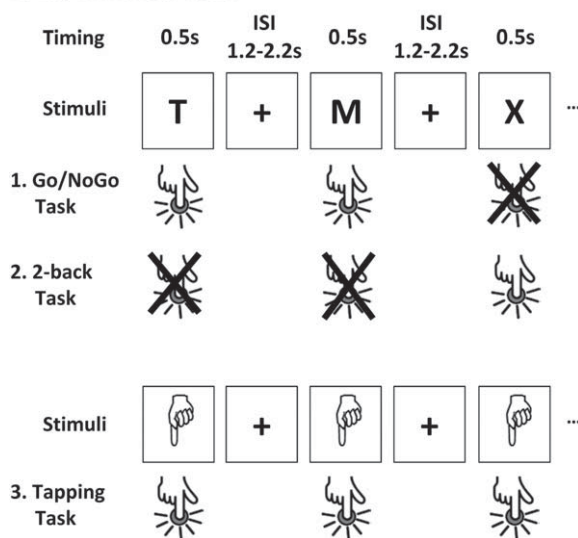 Timing 0.5s ISI 1.2-2.2s 0.5s ISI 1.2-2.2s 0.5s
Stimuli T + M + X ...
1. Go/NoGo
Task
2. 2-back
Task
Stimuli + + ...
3. Tapping
Task